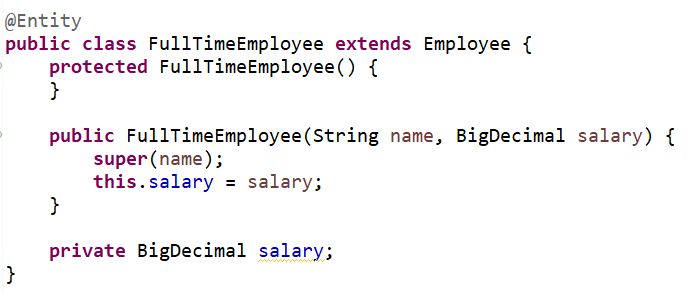 @Entity
public class FullTimeEmployee extends Employee {
    protected FullTimeEmployee() {
    }

    public FullTimeEmployee(String name, BigDecimal salary) {
        super(name);
        this.salary = salary;
    }

    private BigDecimal salary;
}